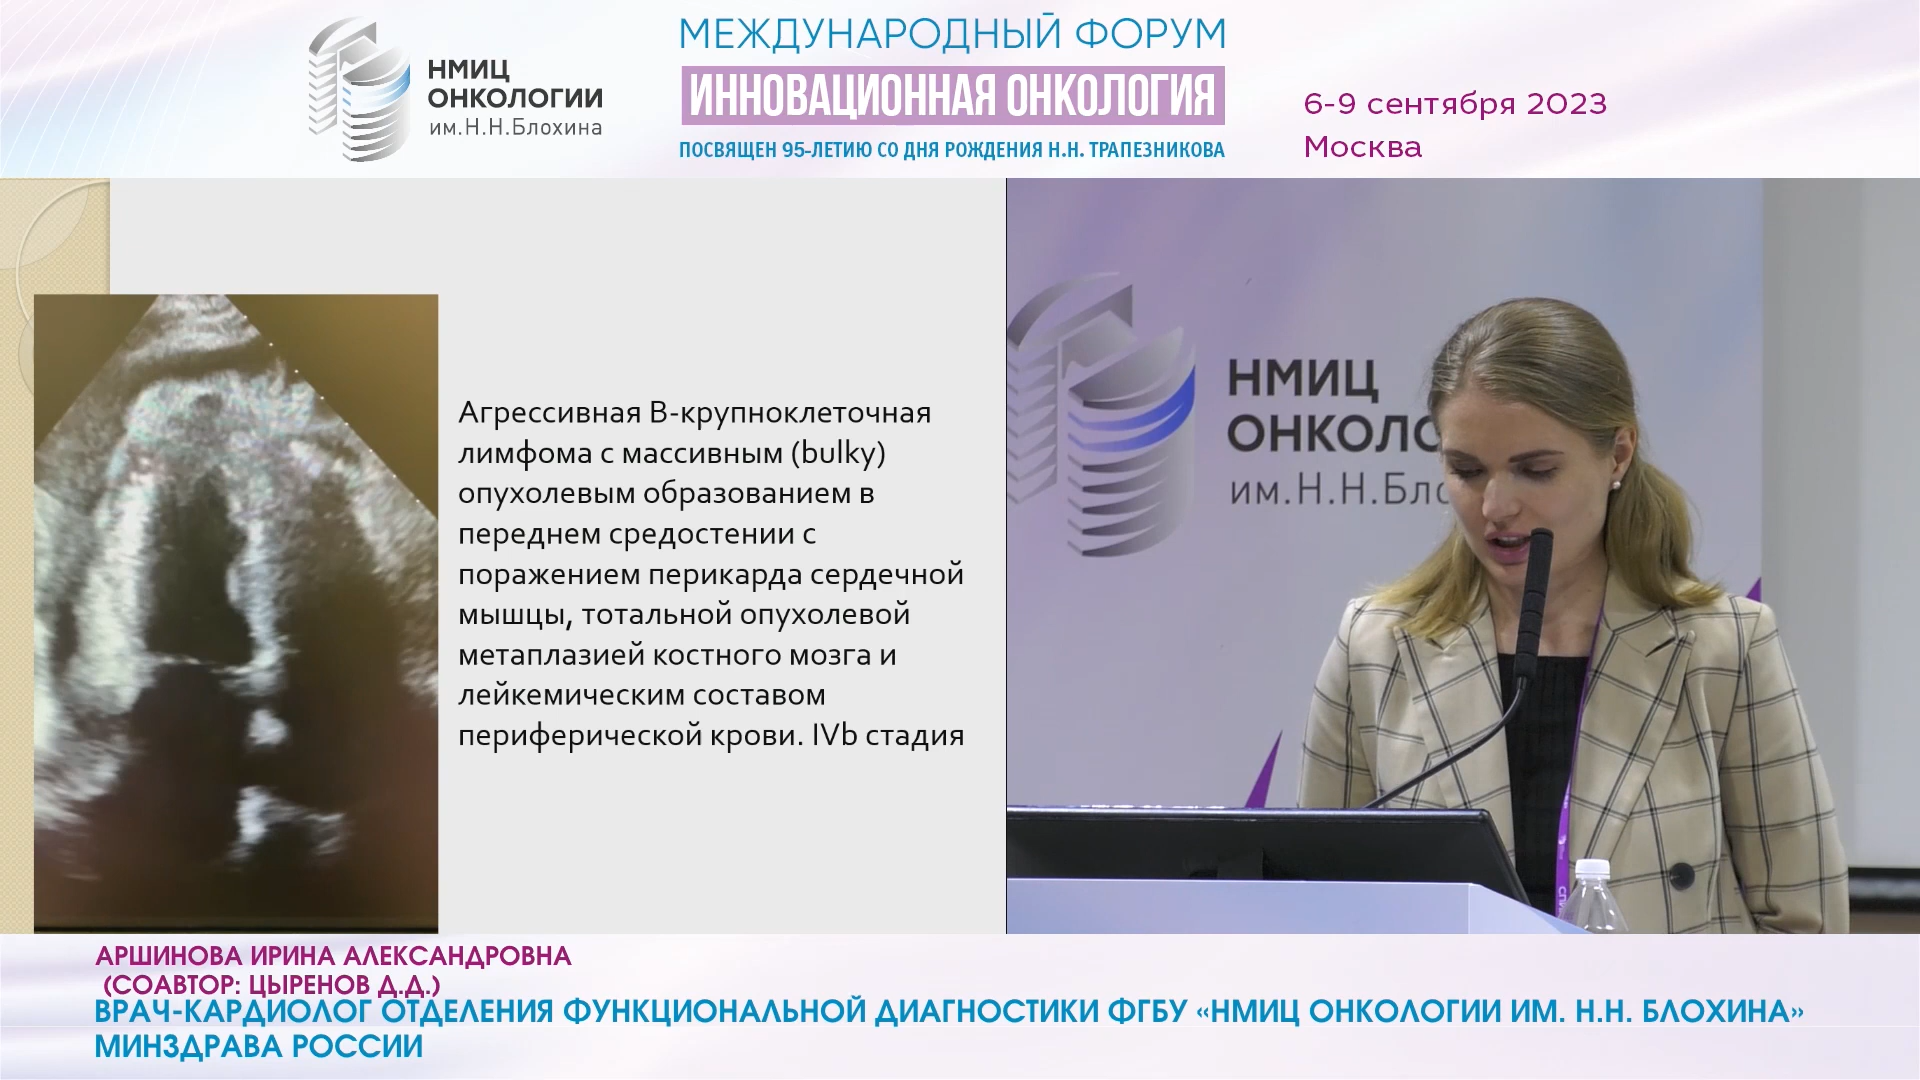 НМИЦ
ОНКОЛОГИИ
им.Н.Н.Блохина
МЕЖДУНАРОДНЫЙ ФОРУМ
ИННОВАЦИОННАЯ ОНКОЛОГИЯ
ПОСВЯЩЕН 95-ЛЕТИЮ СО ДНЯ РОЖДЕНИЯ Н.Н. ТРАПЕЗНИКОВА
6-9 сентября 2023
Москва
Агрессивная В-крупноклеточная
лимфома с массивным (bulky)
опухолевым образованием в
переднем средостении с
поражением перикарда сердечной
мышцы, тотальной опухолевой
метаплазией костного мозга и
лейкемическим составом
периферической крови. IVb стадия
НМИЦ
ОНКОЛО
им.Н.Н.Бло
АРШИНОВА ИРИНА АЛЕКСАНДРОВНА
(СОАВТОР: ЦЫРЕНОВ Д.Д.)
ВРАЧ-КАРДИОЛОГ ОТДЕЛЕНИЯ ФУНКЦИОНАЛЬНОЙ ДИАГНОСТИКИ ФГБУ «НМИЦ ОНКОЛОГИИ ИМ. Н.Н. БЛОХИНА»
МИНЗДРАВА РОССИИ